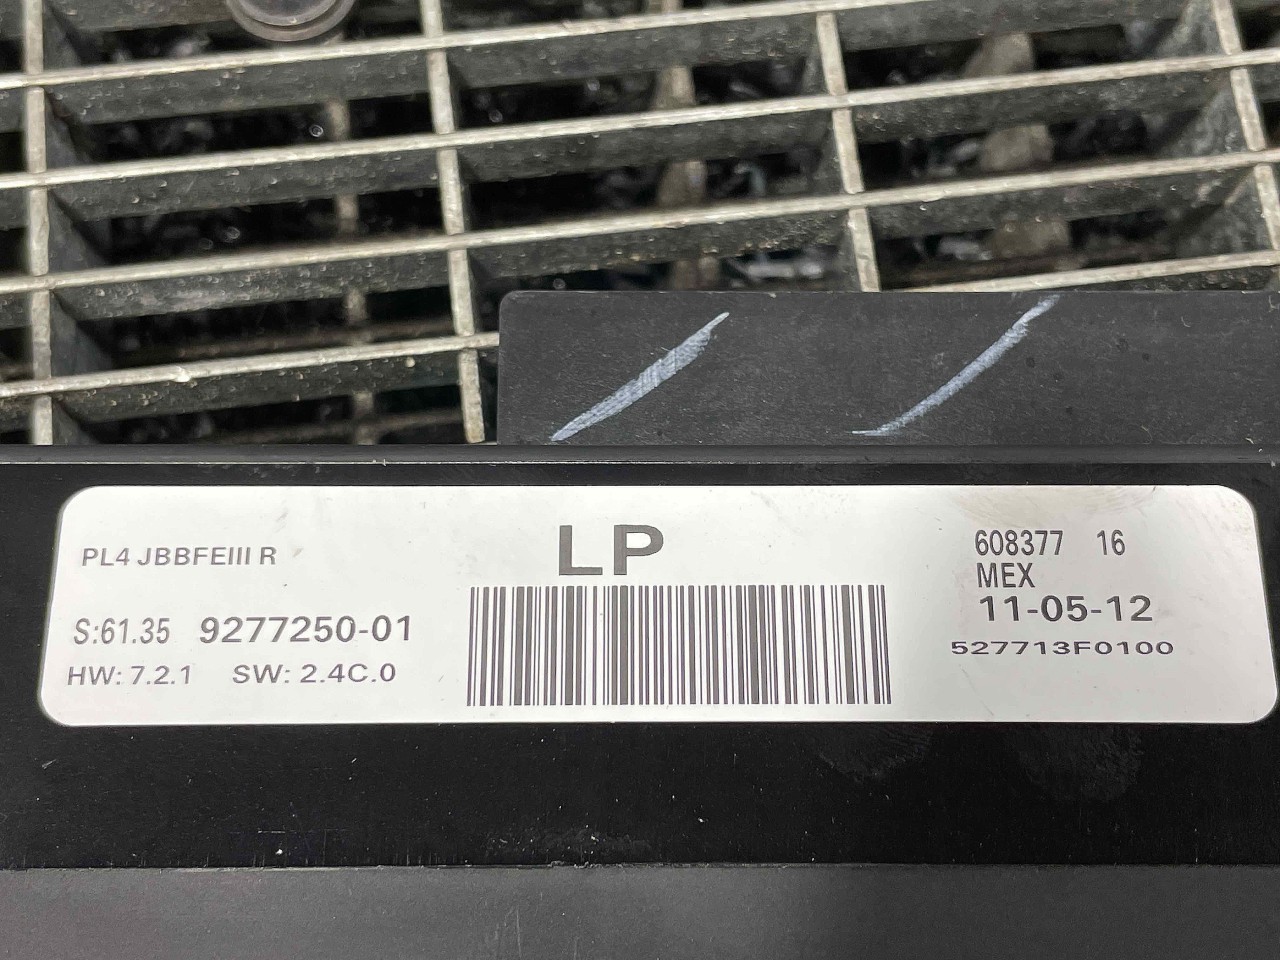 PL4 JBBFEIII R
S:61.35 9277250-01
HW: 7.2.1 SW: 2.4C.0
LP
608377 16
MEX
11-05-12
527713F0100